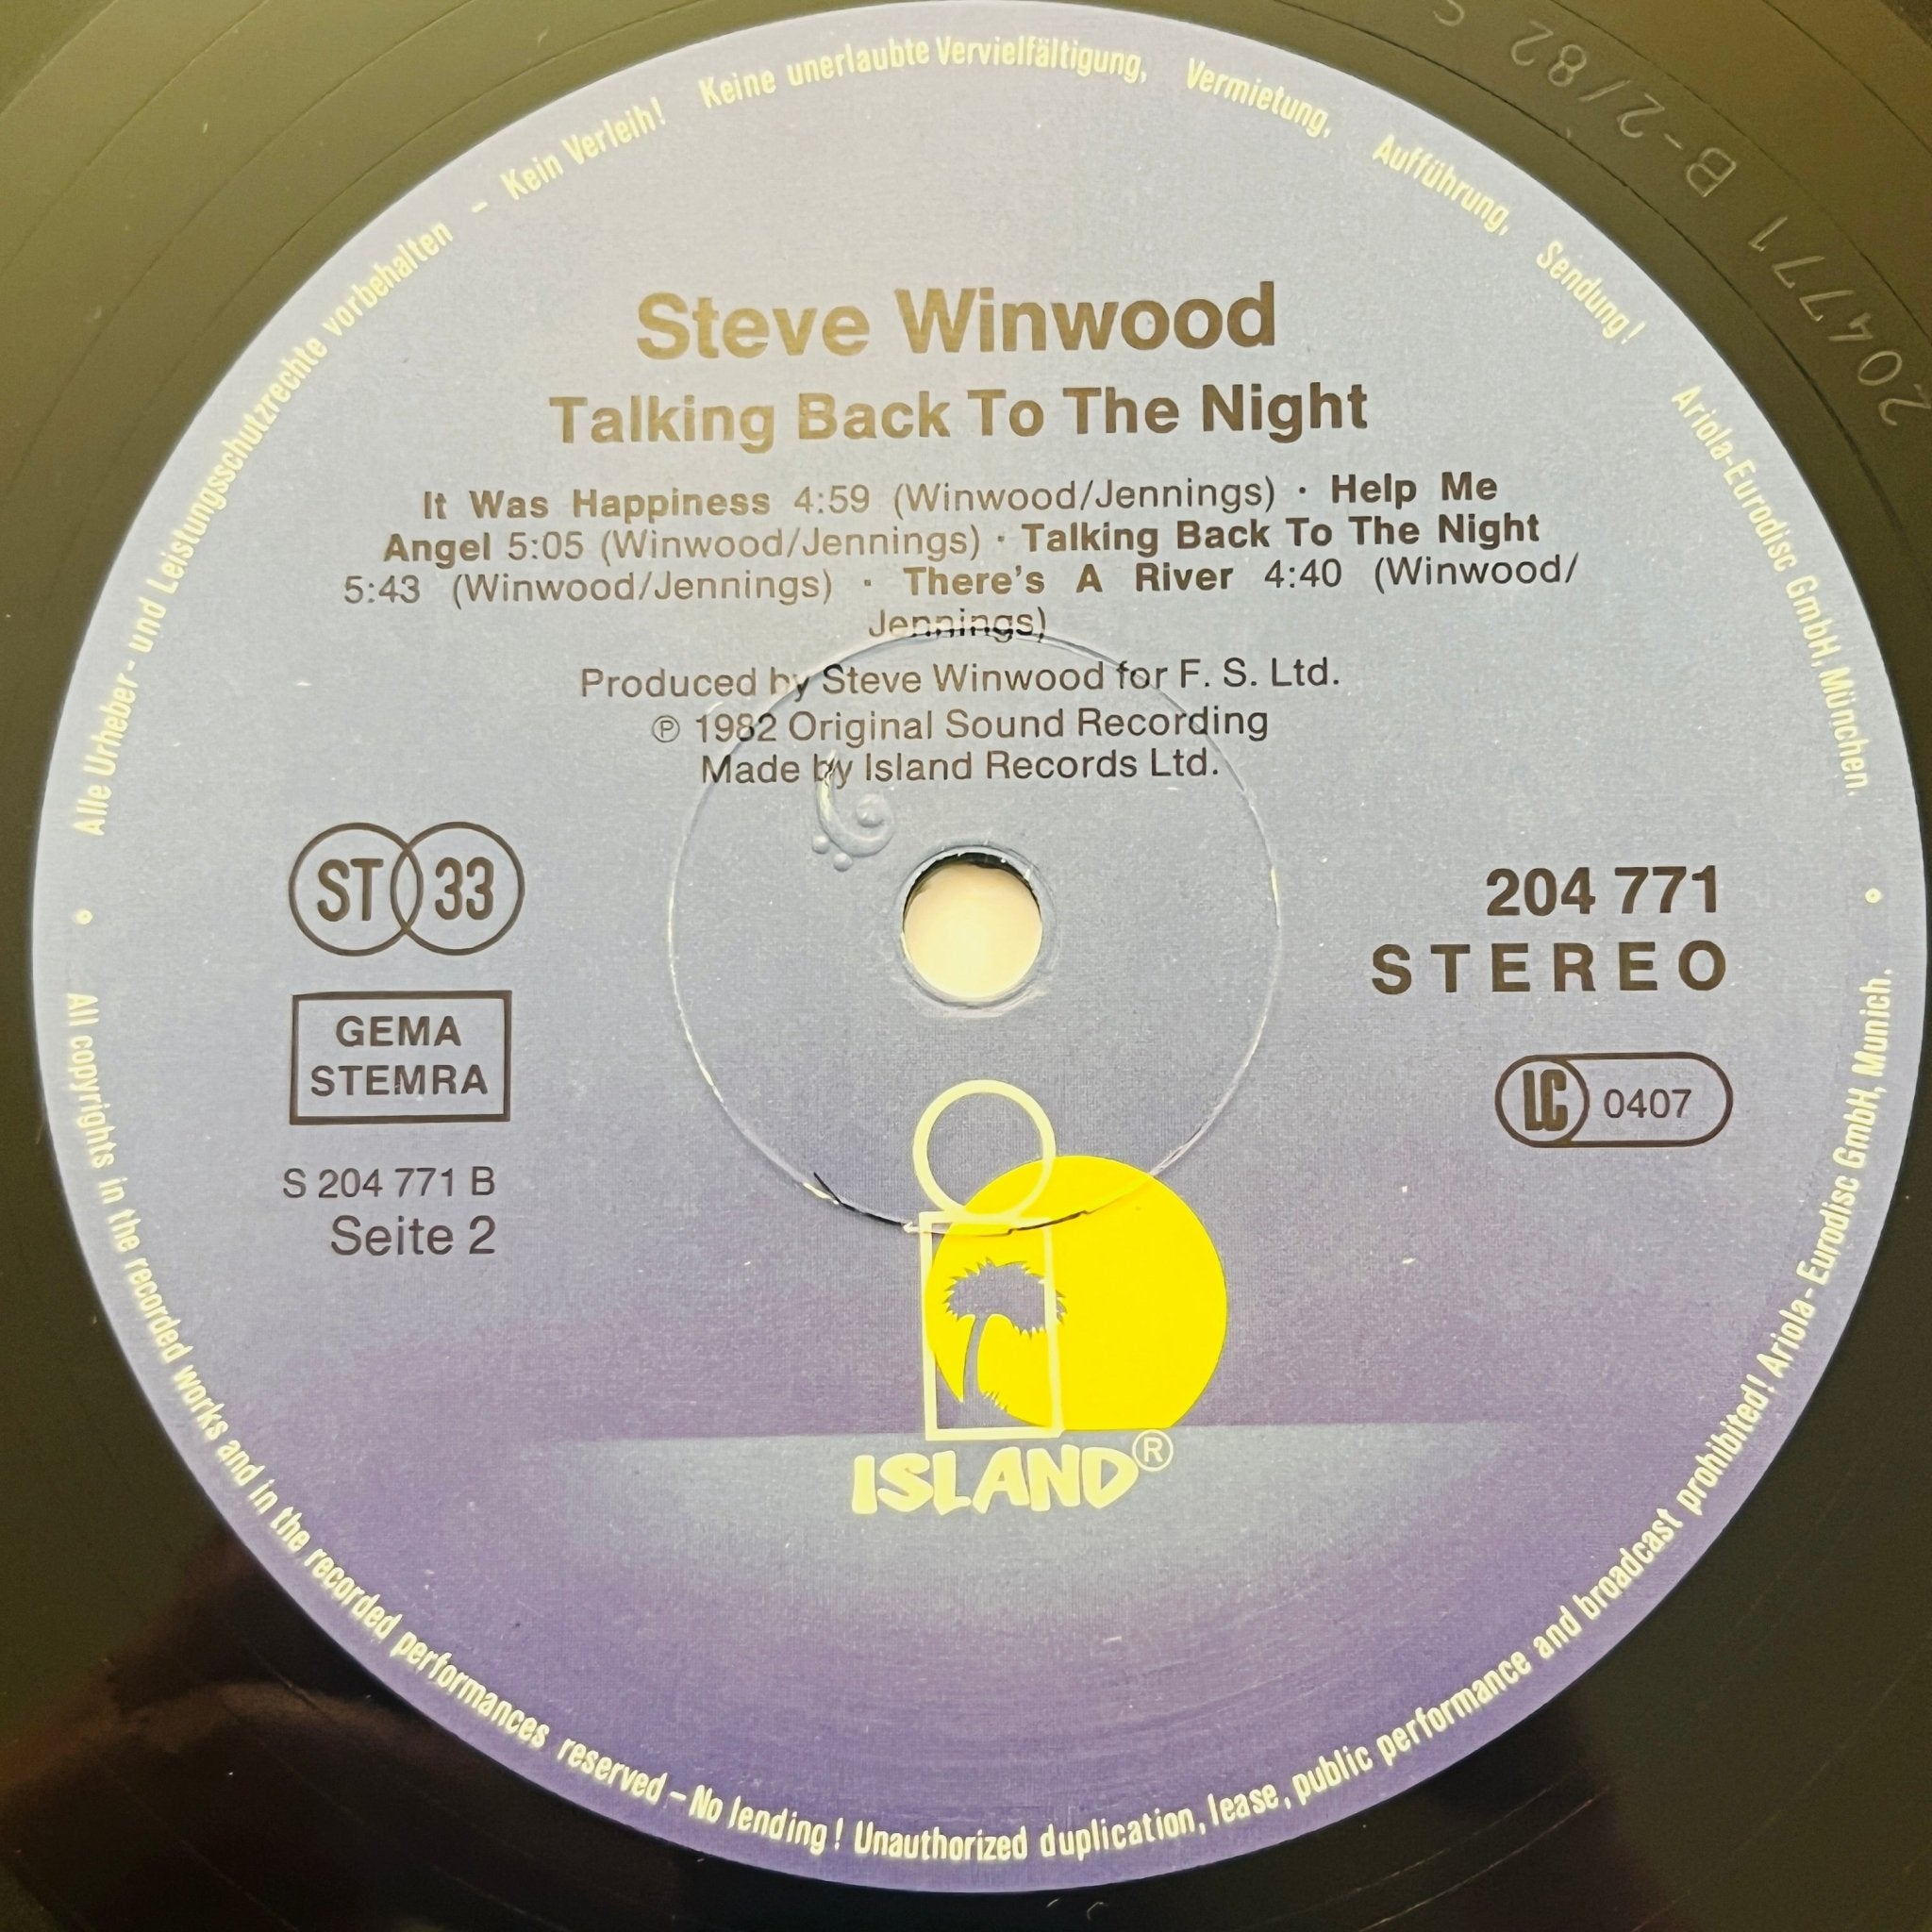 Alle Urheber- und Leistungsschutzrechte vorbehalten – Kein Verleih! Keine unerlaubte Vervielfältigung, Vermietung, Aufführung, Sendung! Ariola-Eurodisc GmbH, München.
204771 B-2/82 C
Steve Winwood
Talking Back To The Night
It Was Happiness 4:59 (Winwood/Jennings) · Help Me
Angel 5:05 (Winwood/Jennings) · Talking Back To The Night
5:43 (Winwood/Jennings) · There's A River 4:40 (Winwood/
Jennings)
Produced by Steve Winwood for F. S. Ltd.
℗ 1982 Original Sound Recording
Made by Island Records Ltd.
ST 33
GEMA
STEMRA
S 204 771 B
Seite 2
204 771
STEREO
LC 0407
ISLAND®
All copyrights in the recorded works and in the recorded performances reserved – No lending! Unauthorized duplication, lease, public performance and broadcast prohibited! Ariola-Eurodisc GmbH, Munich.